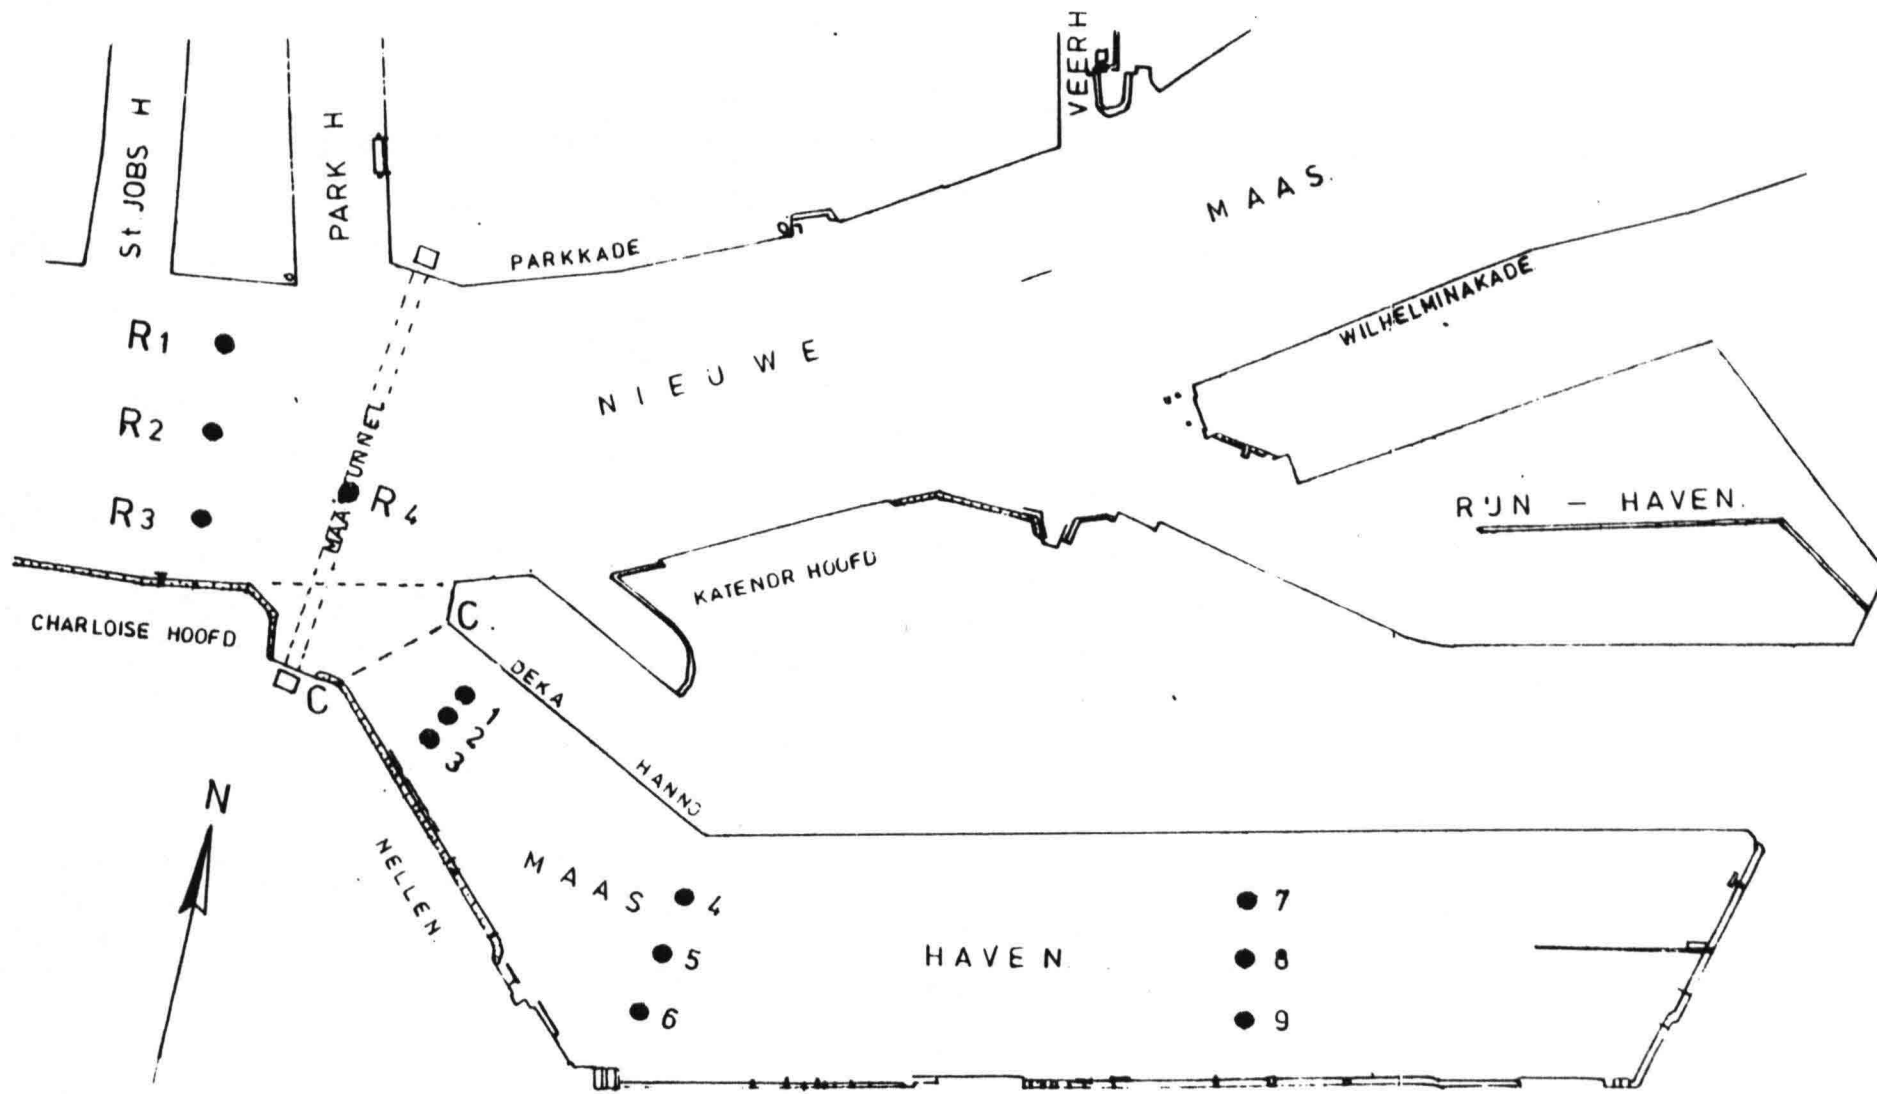 St. JOBS H
PARK H
VEERH
MAAS.
PARKKADE
WILHELMINAKADE
R1
R2
R3
R4
NIEUWE
MAASTUNNEL
RIJN – HAVEN.
KATENDR HOOFD
CHARLOISE HOOFD
C
C
DEKA
HANNO
1
2
3
N
NELLEN.
MAAS
HAVEN
4
5
6
7
8
9